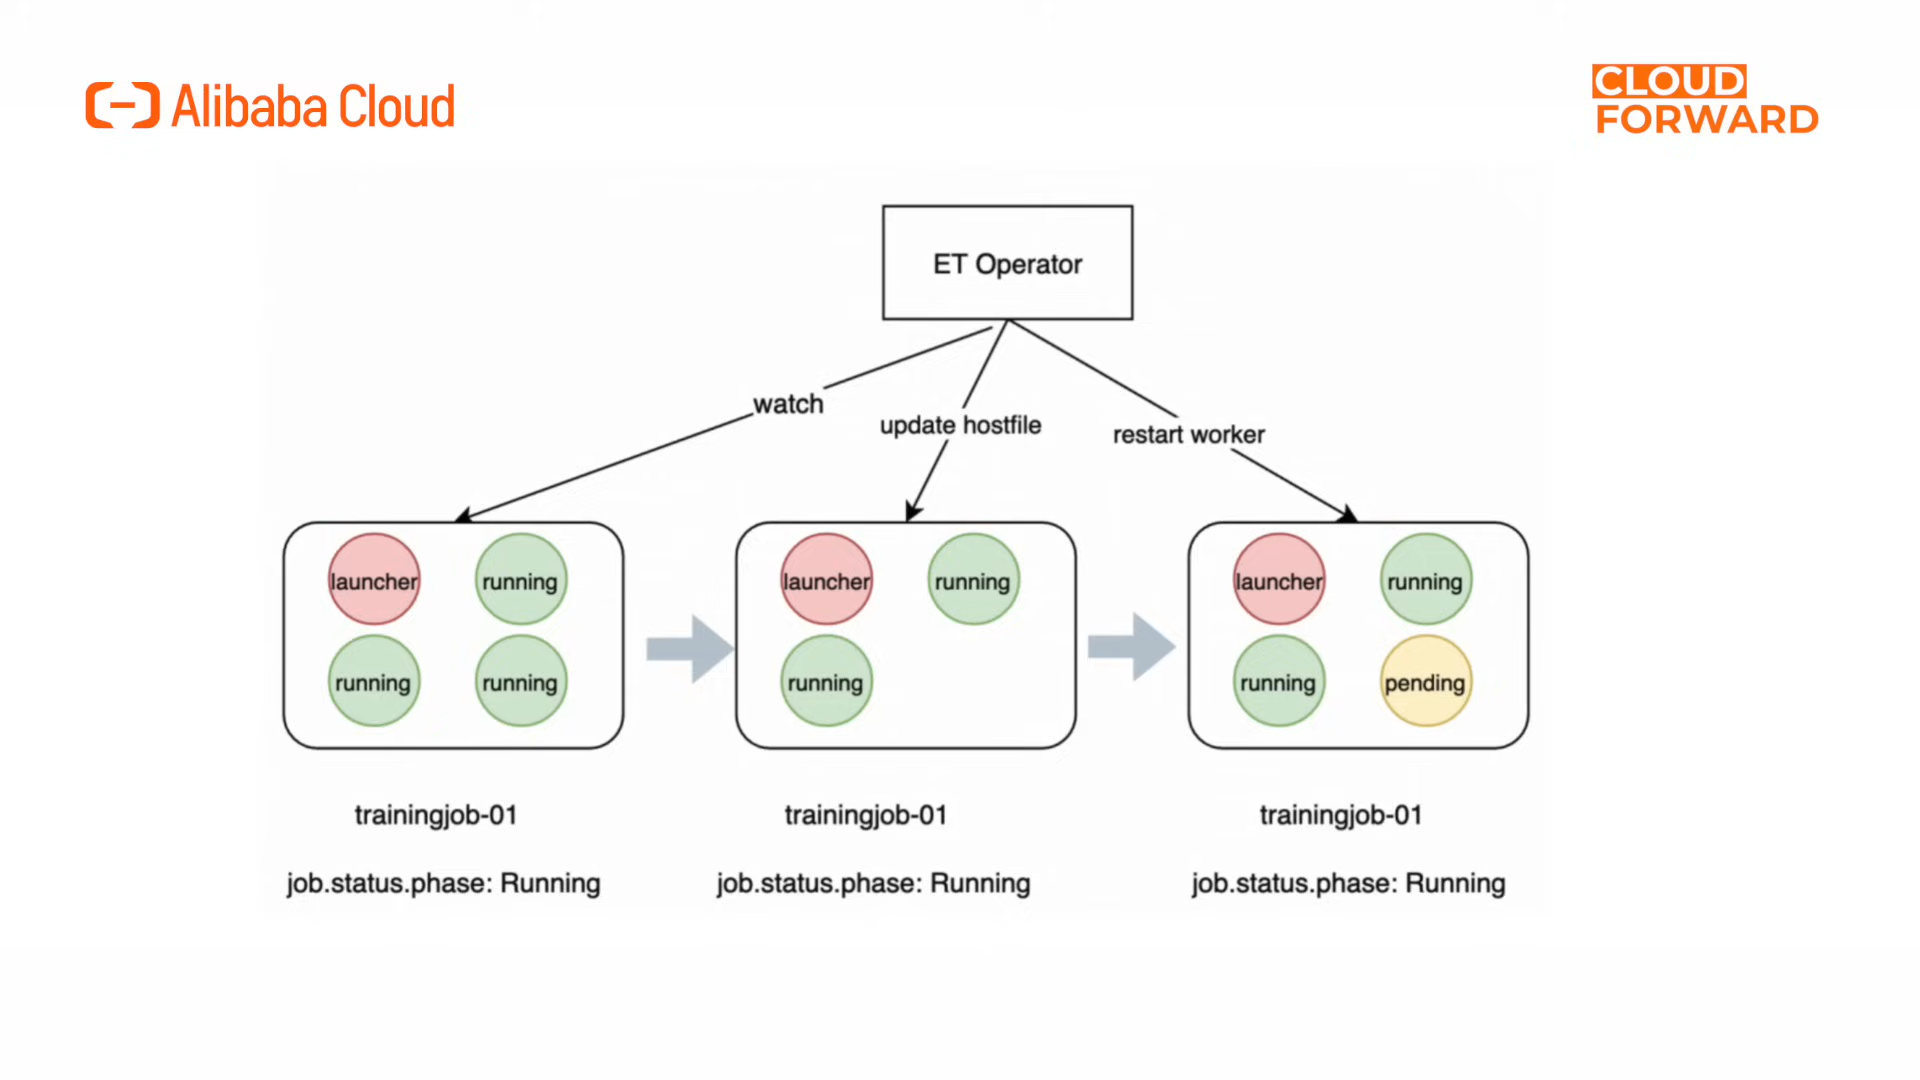 Alibaba Cloud
CLOUD
FORWARD
ET Operator
watch
update hostfile
restart worker
launcher
running
running
running
launcher
running
running
launcher
running
running
pending
trainingjob-01
trainingjob-01
trainingjob-01
job.status.phase: Running
job.status.phase: Running
job.status.phase: Running